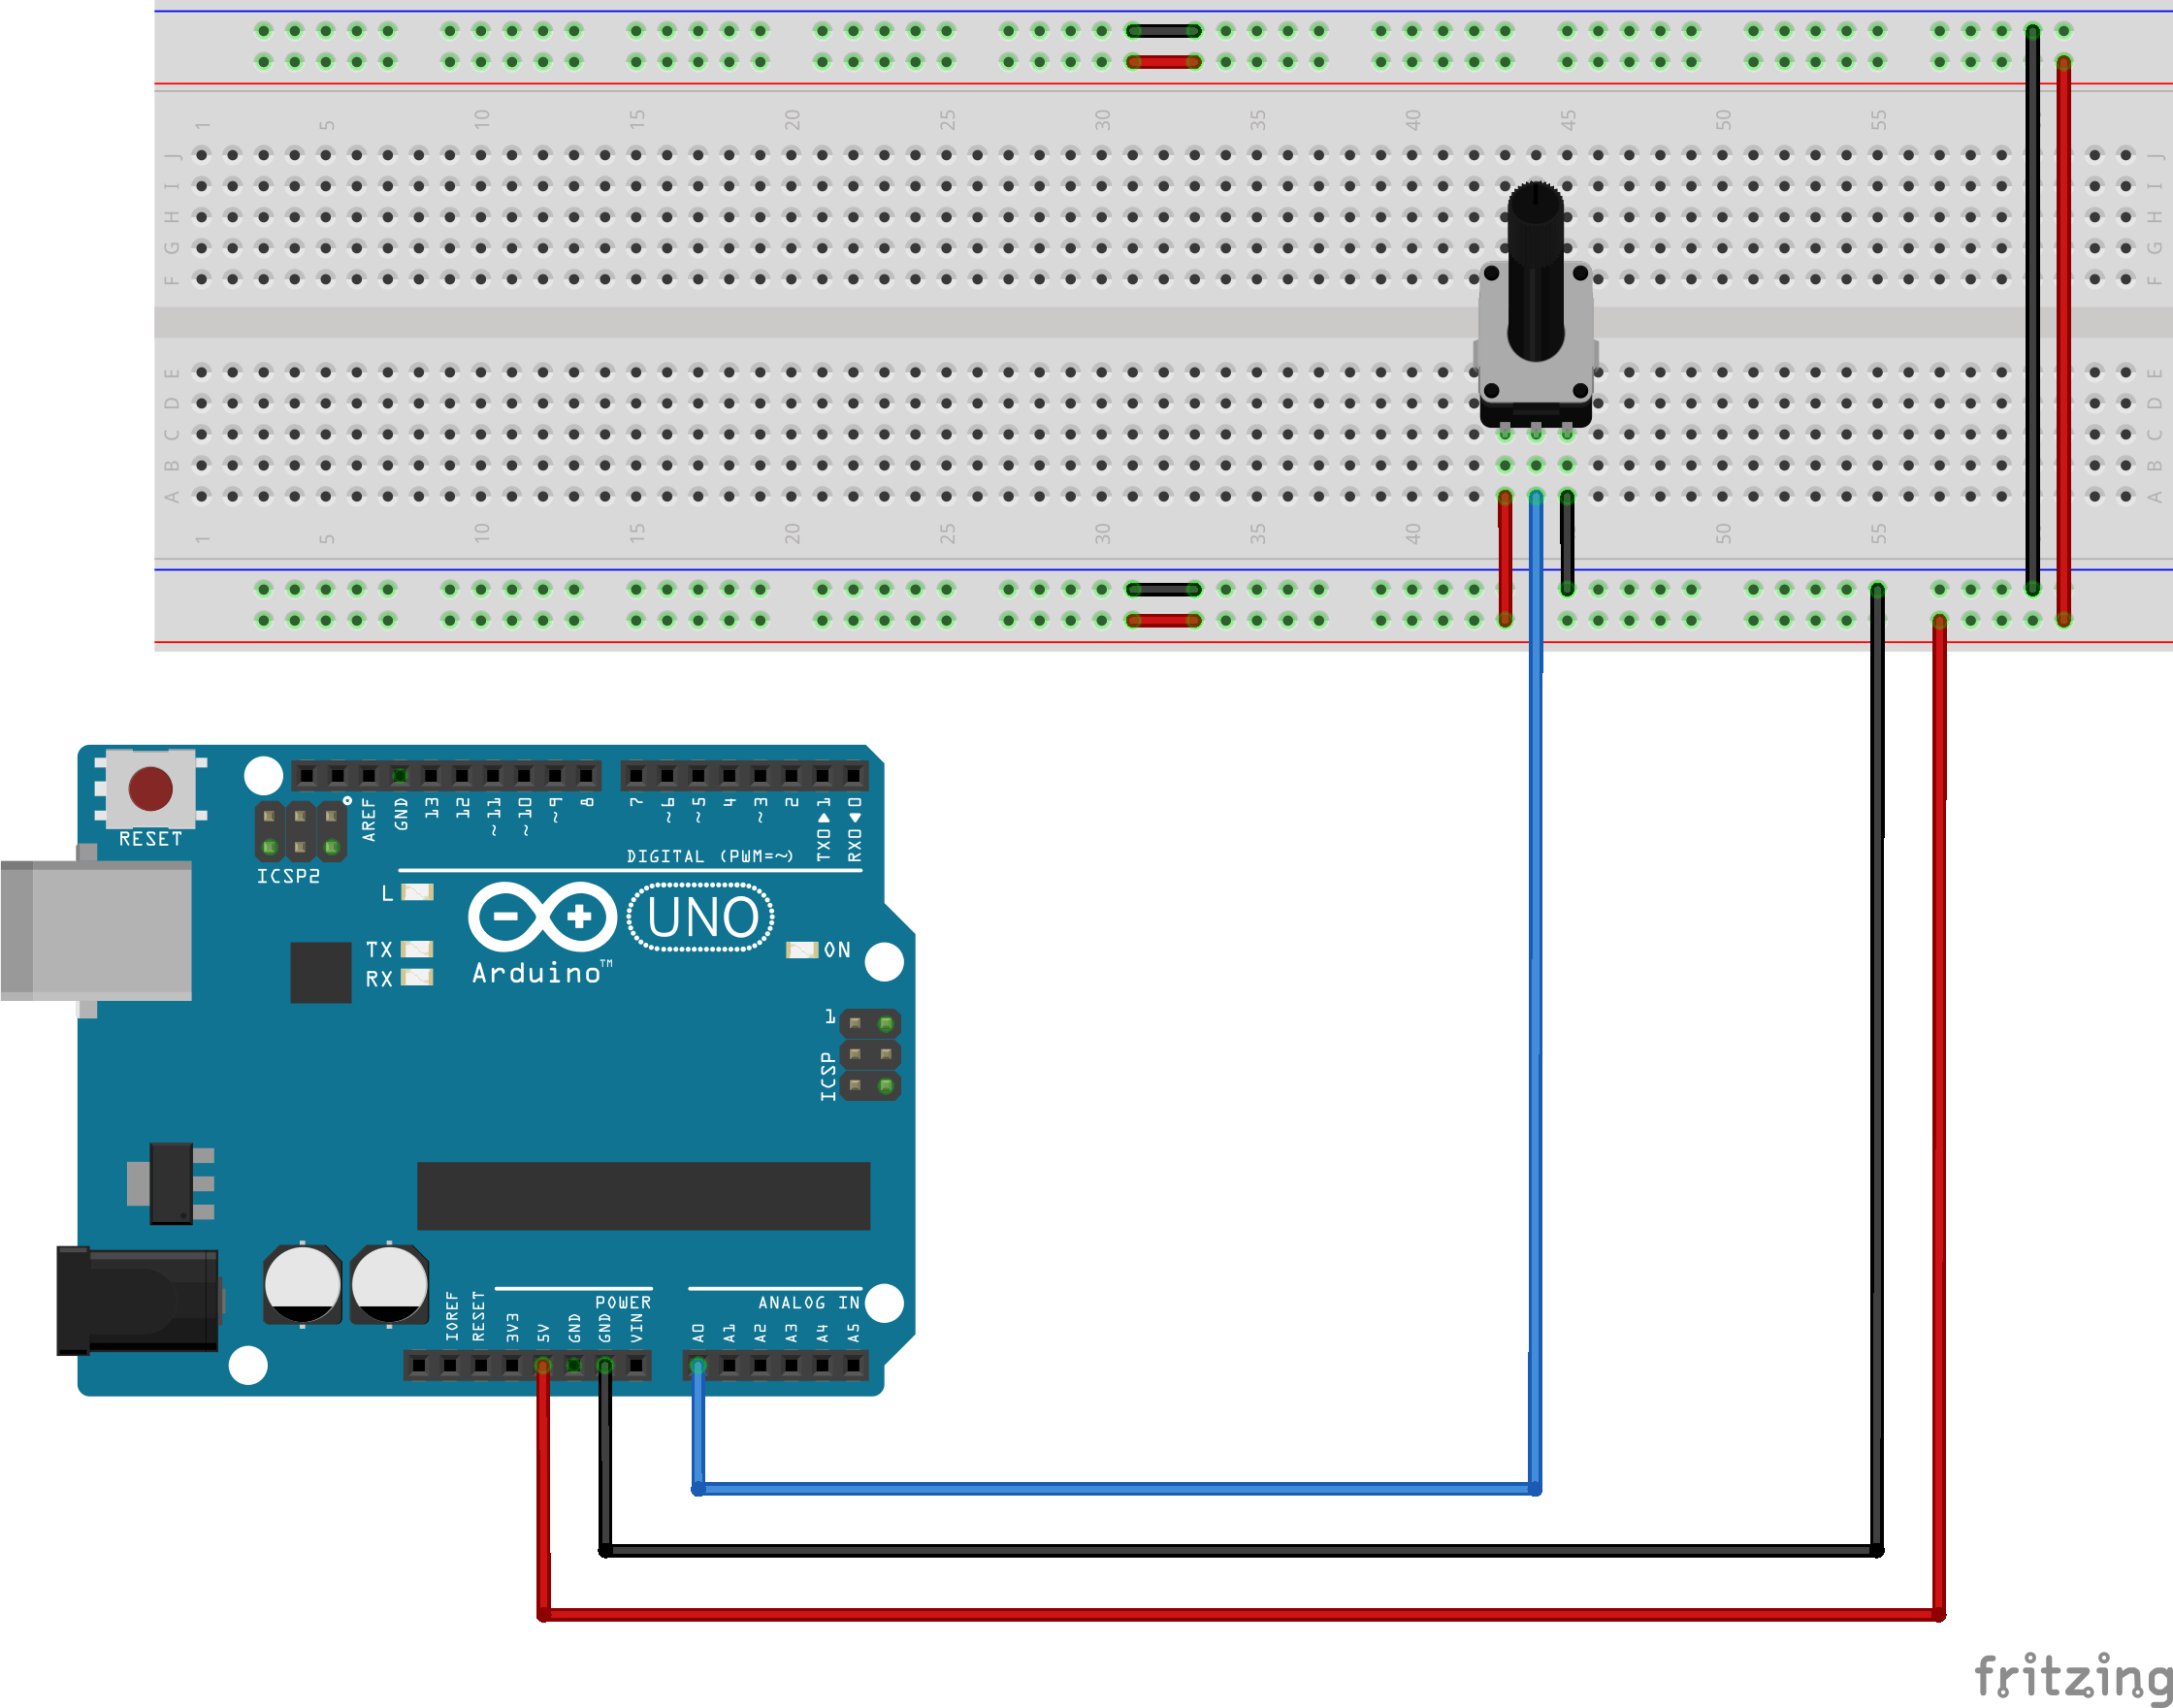 1 5 10 15 20 25 30 35 40 45 50 55
J J
I I
H H
G G
F F
E E
D D
C C
B B
A A
1 5 10 15 20 25 30 35 40 45 50 55
RESET
AREF GND 13 12 ~11 ~10 ~9 8 7 ~6 ~5 4 ~3 2 TX0▶1 RX0◀0
DIGITAL (PWM=~)
ICSP2
L
UNO
TX
ON
RX
Arduino™
1
ICSP
POWER
ANALOG IN
IOREF RESET 3V3 5V GND GND VIN A0 A1 A2 A3 A4 A5
fritzing